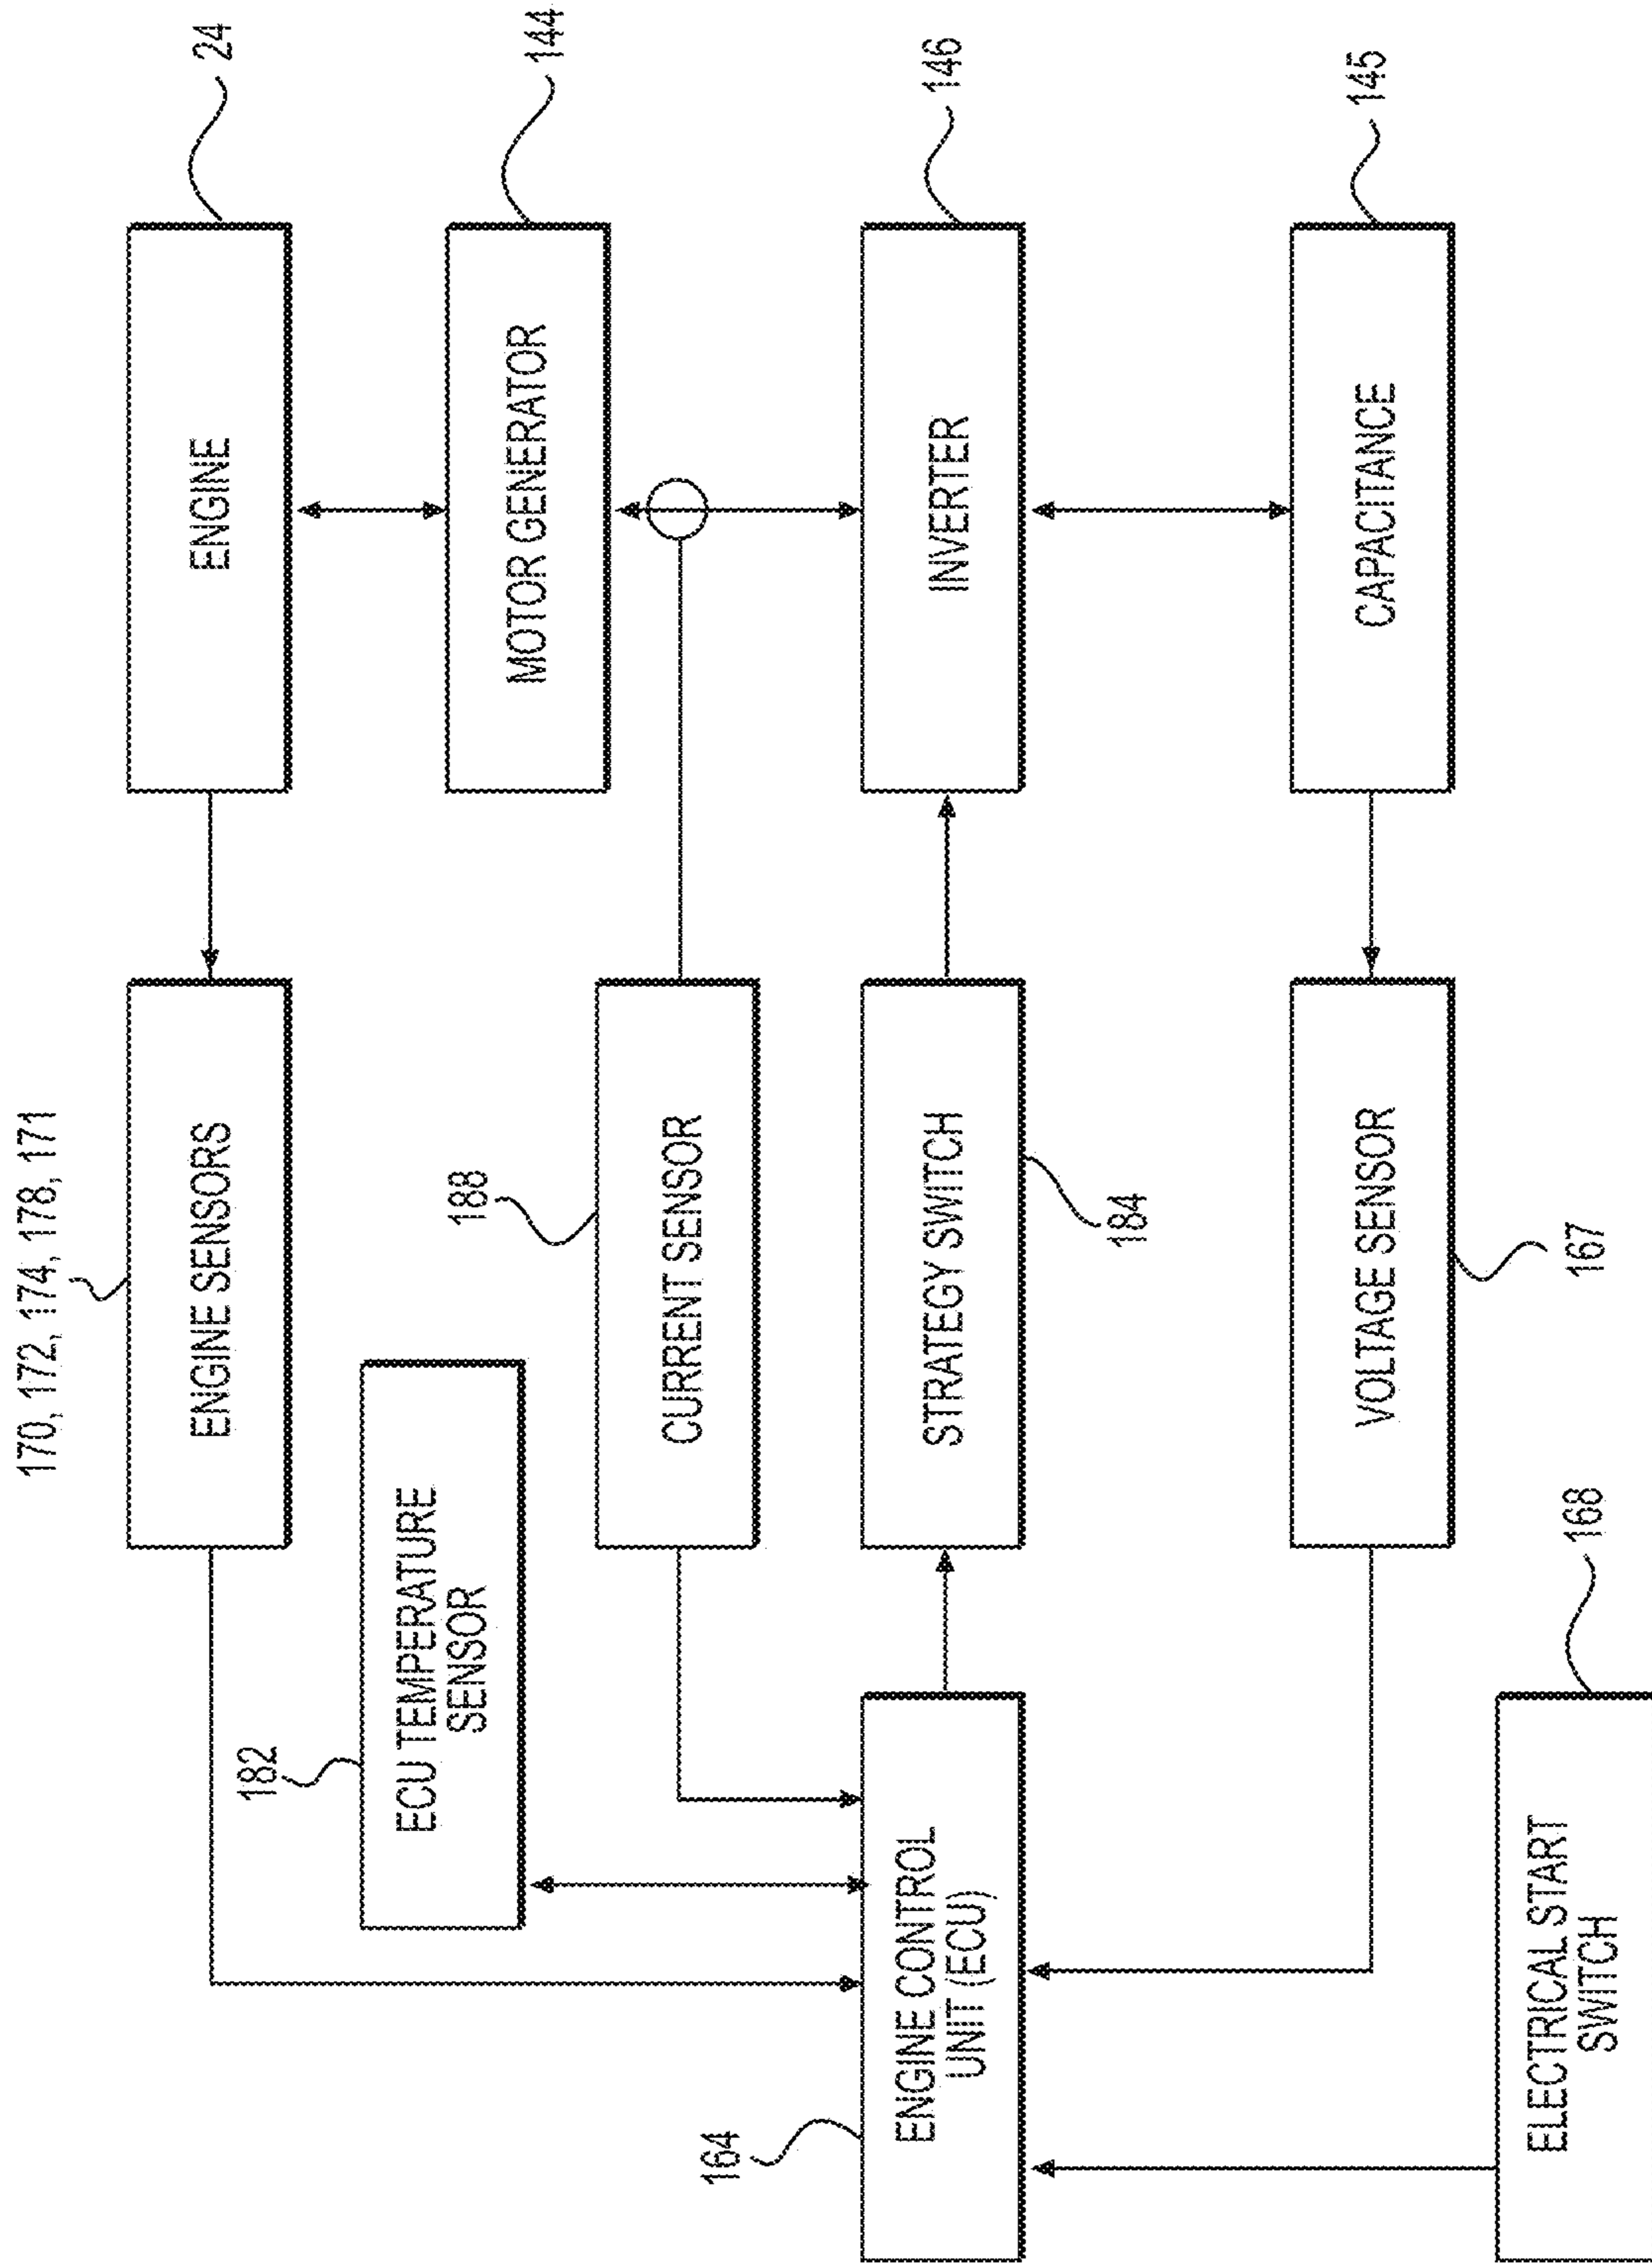 170, 172, 174, 178, 171
ENGINE SENSORS
ENGINE
24
182
ECU TEMPERATURE
SENSOR
MOTOR GENERATOR
144
188
CURRENT SENSOR
164
ENGINE CONTROL
UNIT (ECU)
STRATEGY SWITCH
184
INVERTER
146
VOLTAGE SENSOR
167
CAPACITANCE
145
ELECTRICAL START
SWITCH
168